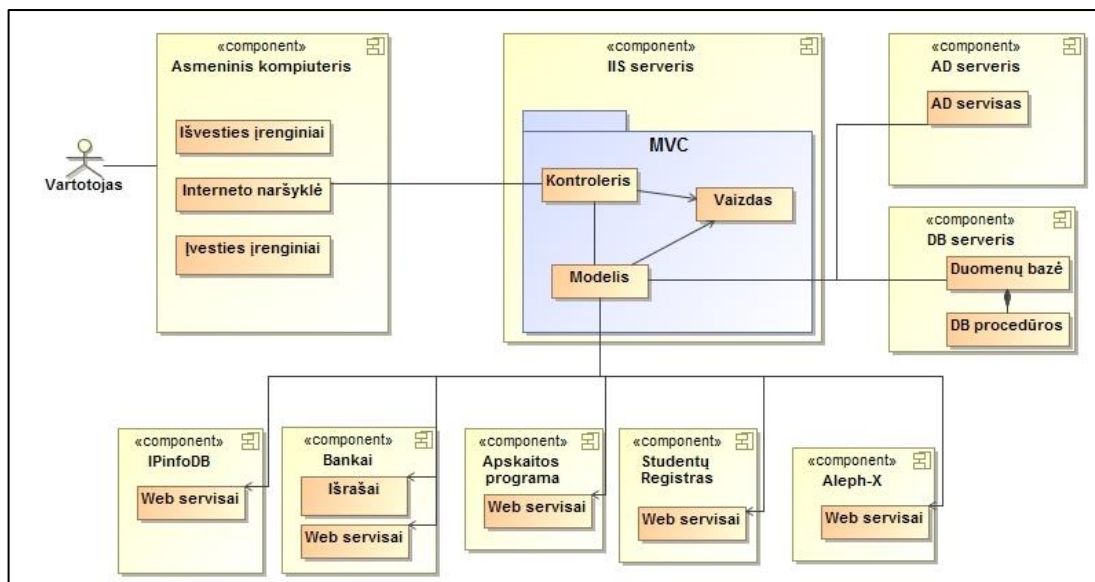 «component»
Asmeninis kompiuteris
Išvesties įrenginiai
Interneto naršyklė
Įvesties įrenginiai
Vartotojas
«component»
IIS serveris
MVC
Kontroleris
Vaizdas
Modelis
«component»
AD serveris
AD servisas
«component»
DB serveris
Duomenų bazė
DB procedūros
«component»
IPinfoDB
Web servisai
«component»
Bankai
Išrašai
Web servisai
«component»
Apskaitos
programa
Web servisai
«component»
Studentų
Registras
Web servisai
«component»
Aleph-X
Web servisai